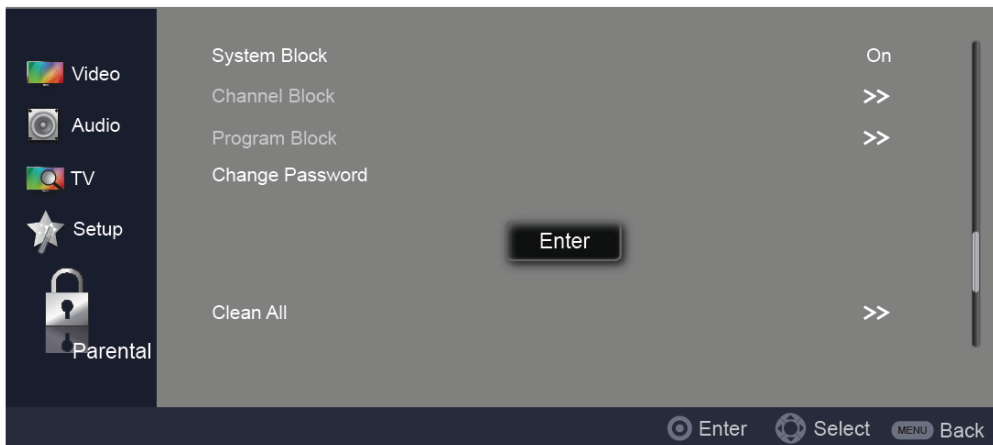 Video
Audio
TV
Setup
Parental
System Block On
Channel Block >>
Program Block >>
Change Password
Enter
Clean All >>
Enter Select MENU Back